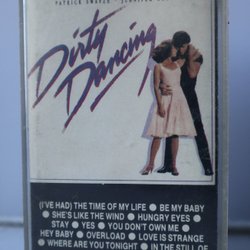 PATRICK SWAYZE · JENNIFER
Dirty
Dancing
(I'VE HAD) THE TIME OF MY LIFE ● BE MY BABY
● SHE'S LIKE THE WIND ● HUNGRY EYES ●
STAY ● YES ● YOU DON'T OWN ME ●
HEY BABY ● OVERLOAD ● LOVE IS STRANGE
● WHERE ARE YOU TONIGHT ● IN THE STILL OF